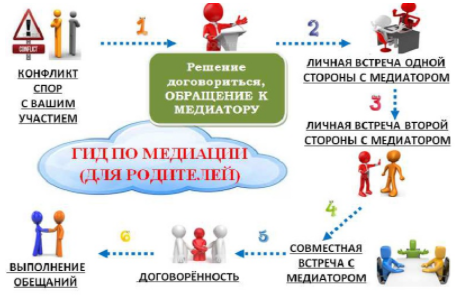 CONFLICT
КОНФЛИКТ
СПОР
С ВАШИМ
УЧАСТИЕМ
1
Решение
договориться,
ОБРАЩЕНИЕ К
МЕДИАТОРУ
2
ЛИЧНАЯ ВСТРЕЧА ОДНОЙ
СТОРОНЫ С МЕДИАТОРОМ
3
ЛИЧНАЯ ВСТРЕЧА ВТОРОЙ
СТОРОНЫ С МЕДИАТОРОМ
ГИД ПО МЕДИАЦИИ
(ДЛЯ РОДИТЕЛЕЙ)
4
СОВМЕСТНАЯ
ВСТРЕЧА С
МЕДИАТОРОМ
5
ДОГОВОРЁННОСТЬ
6
ВЫПОЛНЕНИЕ
ОБЕЩАНИЙ